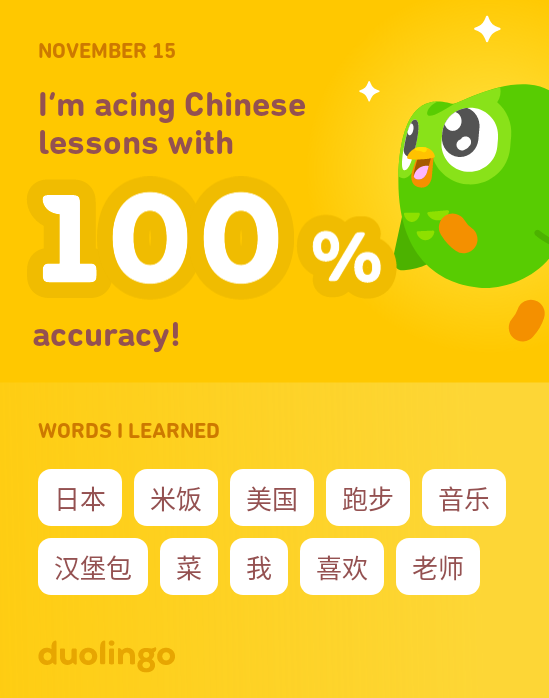 NOVEMBER 15
I'm acing Chinese
lessons with
100 %
accuracy!
WORDS I LEARNED
日本 米饭 美国 跑步 音乐
汉堡包 菜 我 喜欢 老师
duolingo